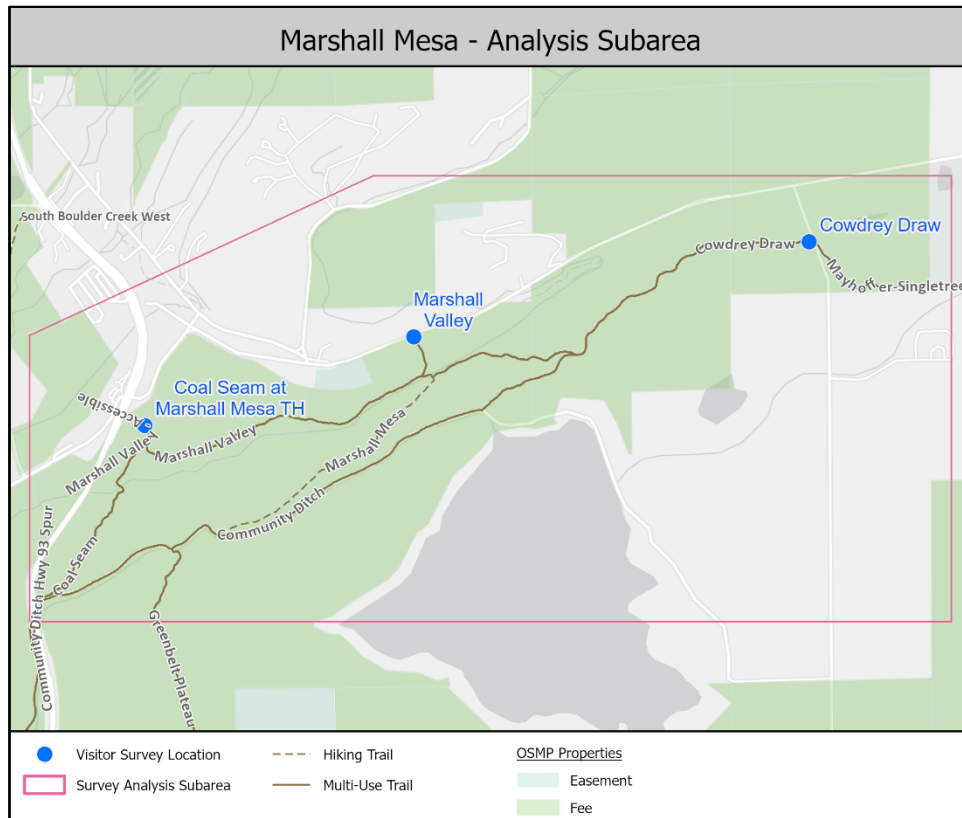 Marshall Mesa - Analysis Subarea
South Boulder Creek West
Cowdrey Draw
Cowdrey Draw
Mayhoffer-Singletree
Marshall
Valley
Coal Seam at
Marshall Mesa TH
Accessible
Marshall Valley
Marshall Valley
Marshall-Mesa
Community Ditch
Coal Seam
Community Ditch Hwy 93 Spur
Greenbelt-Plateau
Visitor Survey Location
Hiking Trail
OSMP Properties
Survey Analysis Subarea
Multi-Use Trail
Easement
Fee